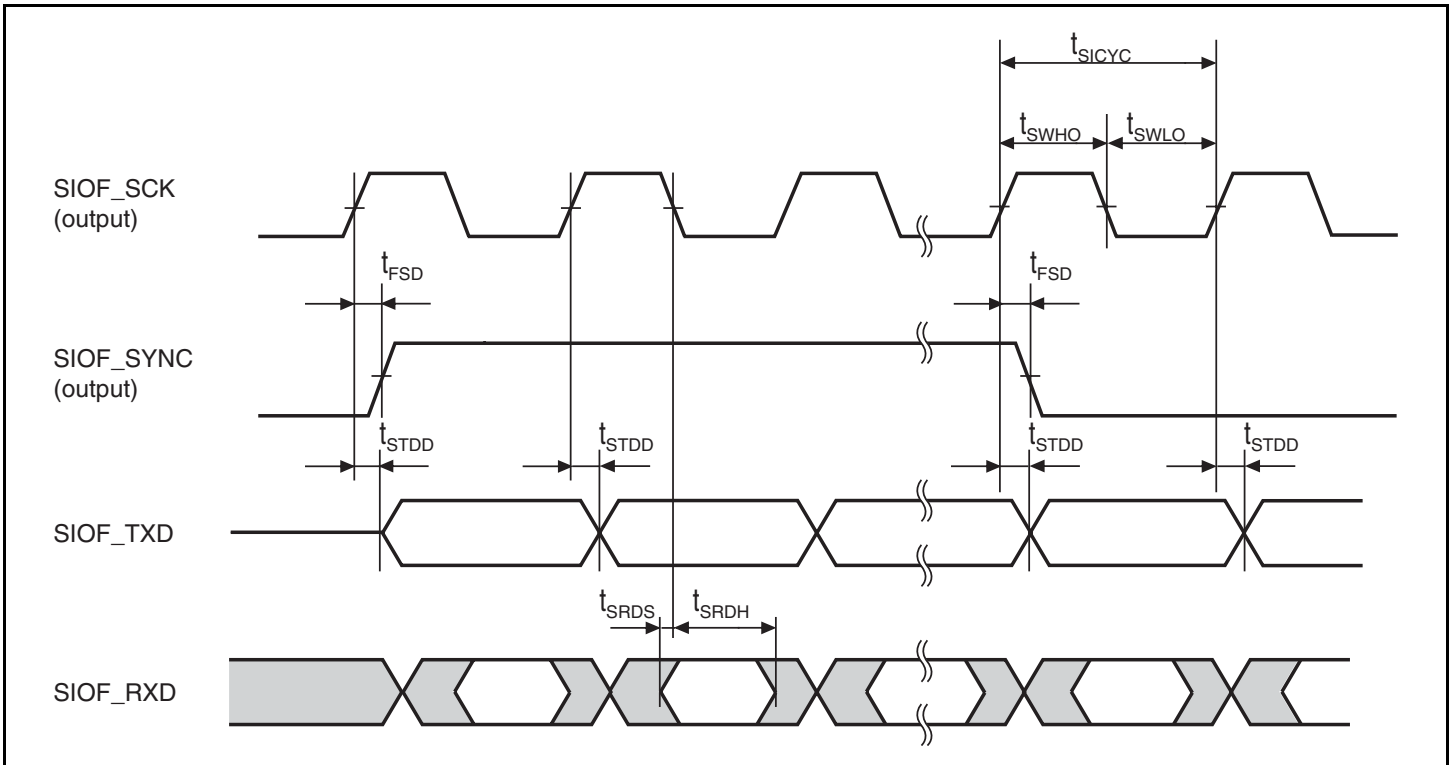 tSICYC
tSWHO tSWLO
SIOF_SCK
(output)
tFSD tFSD
SIOF_SYNC
(output)
tSTDD tSTDD tSTDD tSTDD
SIOF_TXD
tSRDS tSRDH
SIOF_RXD